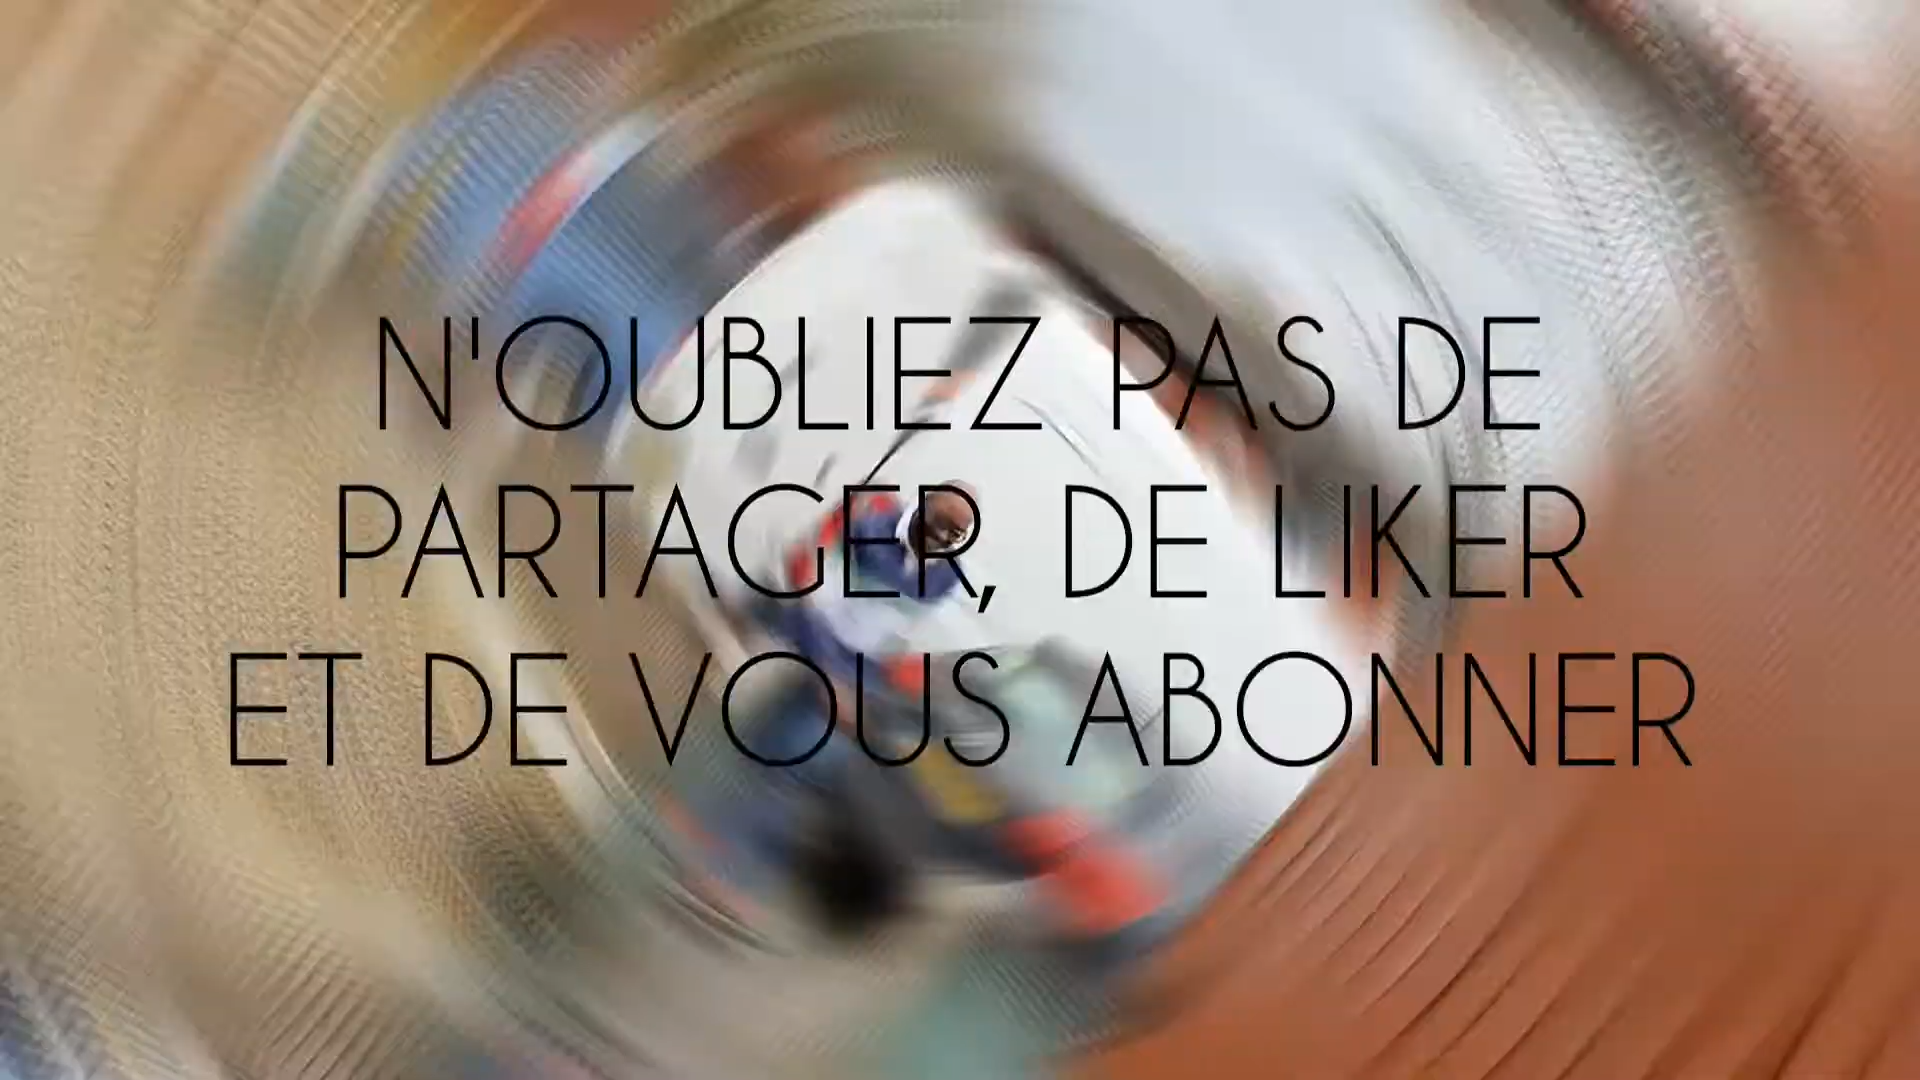 N'OUBLIEZ PAS DE
PARTAGER, DE LIKER
ET DE VOUS ABONNER